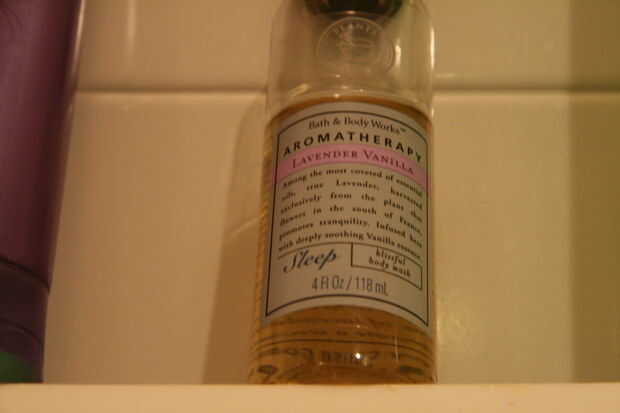 Bath & Body Works™
AROMATHERAPY
LAVENDER VANILLA
Among the most coveted of essential
oils, true Lavender, harvested
exclusively from the plant that
flowers in the south of France,
promotes tranquility. Infused here
with deeply soothing Vanilla essence
Sleep
blissful
body wash
4 Fl Oz / 118 mL